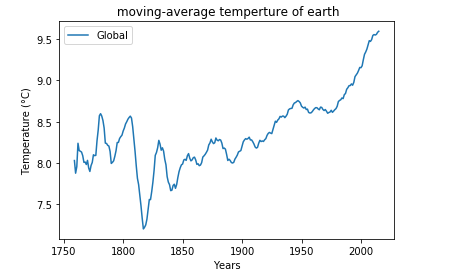 moving-average temperture of earth
Global
Temperature (°C)
9.5
9.0
8.5
8.0
7.5
1750 1800 1850 1900 1950 2000
Years